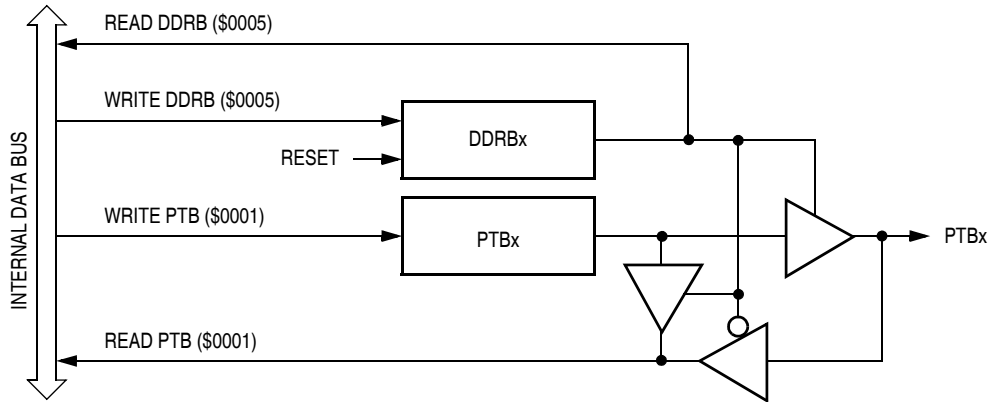 READ DDRB ($0005)
WRITE DDRB ($0005)
DDRBx
RESET
WRITE PTB ($0001)
PTBx
PTBx
READ PTB ($0001)
INTERNAL DATA BUS